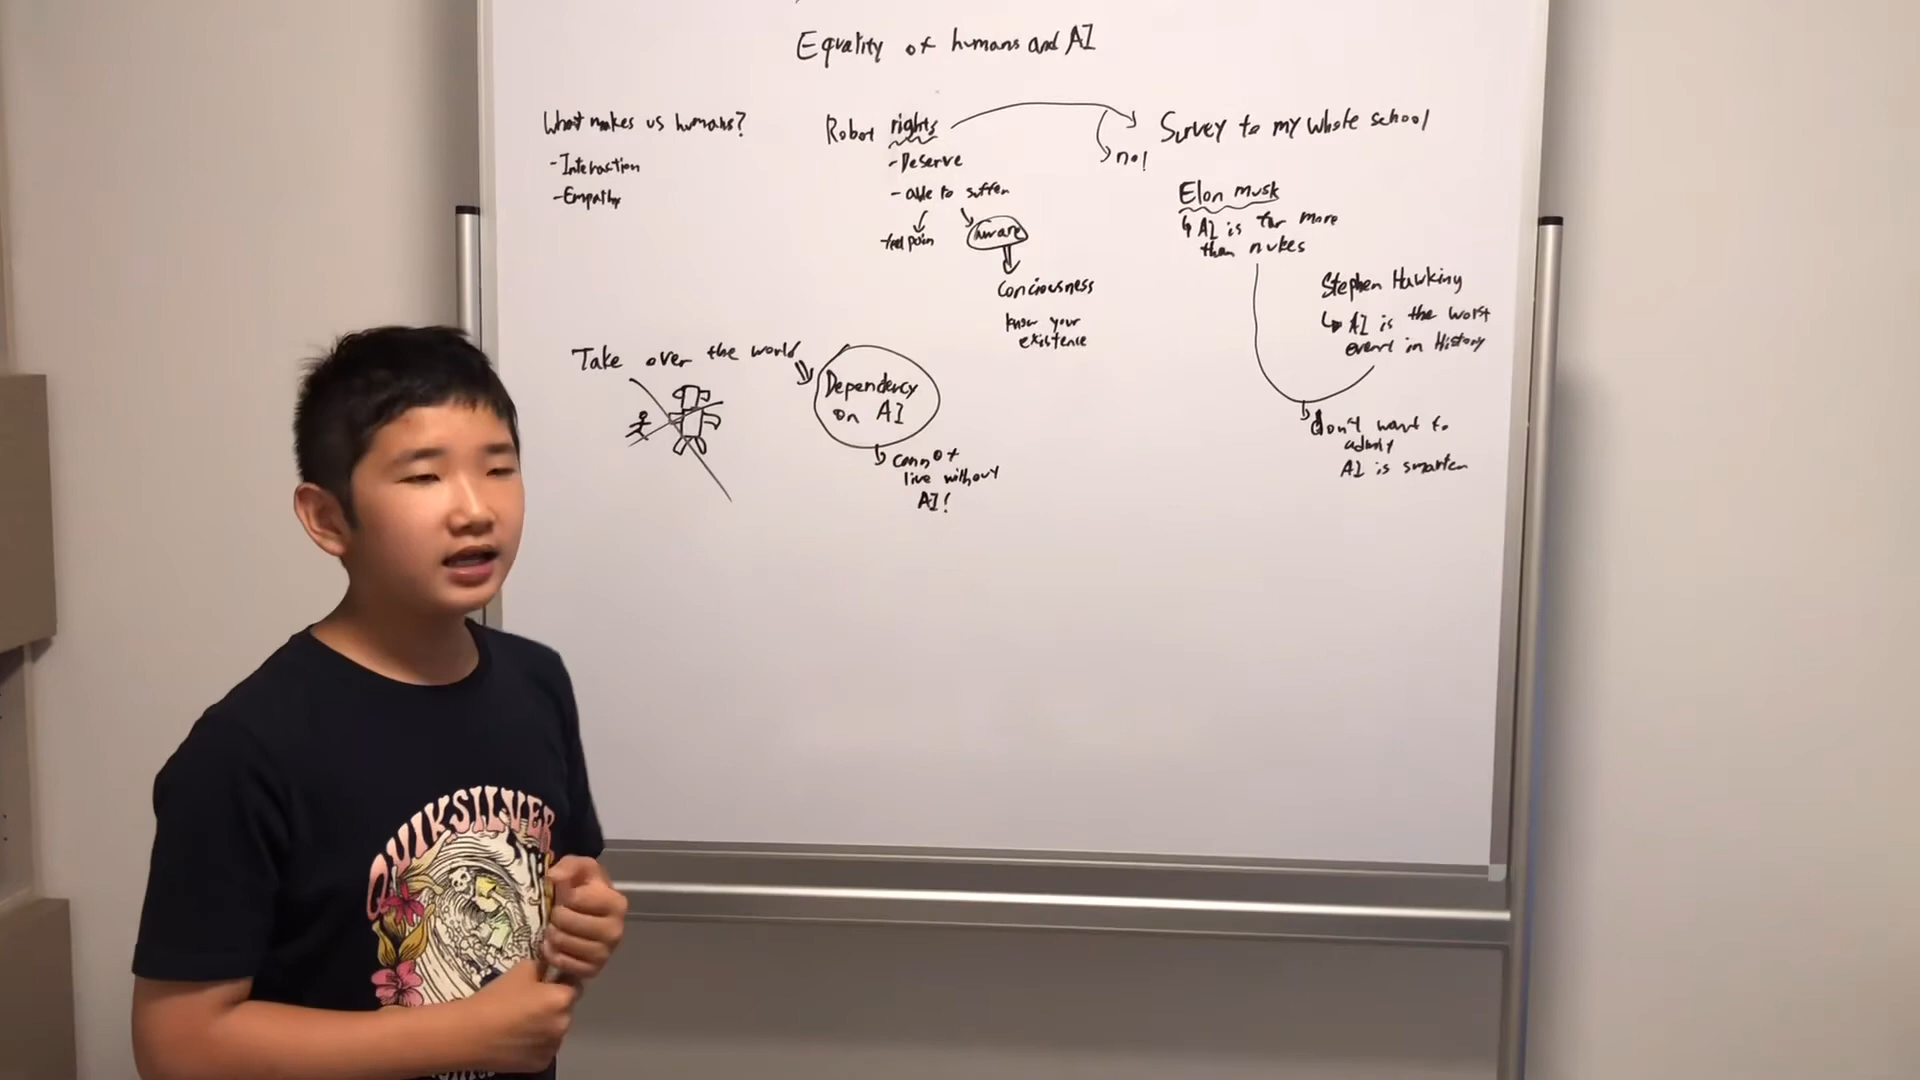 Equality of humans and AI
What makes us humans?
- Interaction
- Empathy
Robot rights
- Deserve
- able to suffer
feel pain
aware
Conciousness
know your
existence
Survey to my whole school
no!
Elon musk
↳ AI is far more
than nukes
Stephen Hawking
↳ AI is the worst
event in History
don't want to
admit
AI is smarter
Take over the world
Dependency
on AI
cannot
live without
AI!
QUIKSILVER